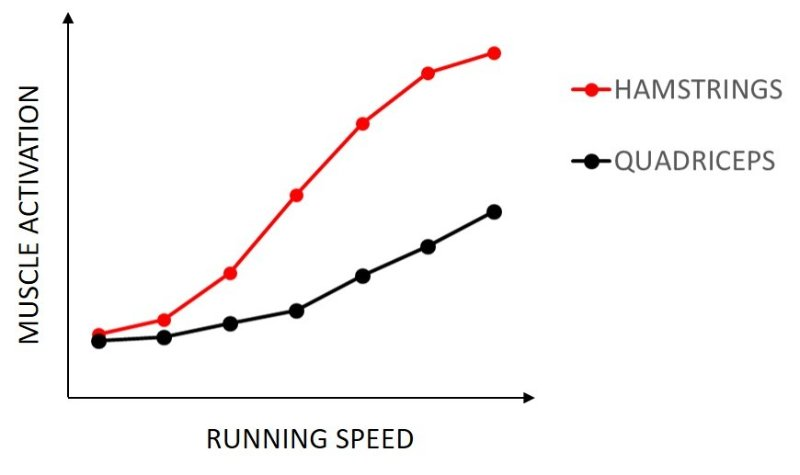 MUSCLE ACTIVATION
HAMSTRINGS
QUADRICEPS
RUNNING SPEED